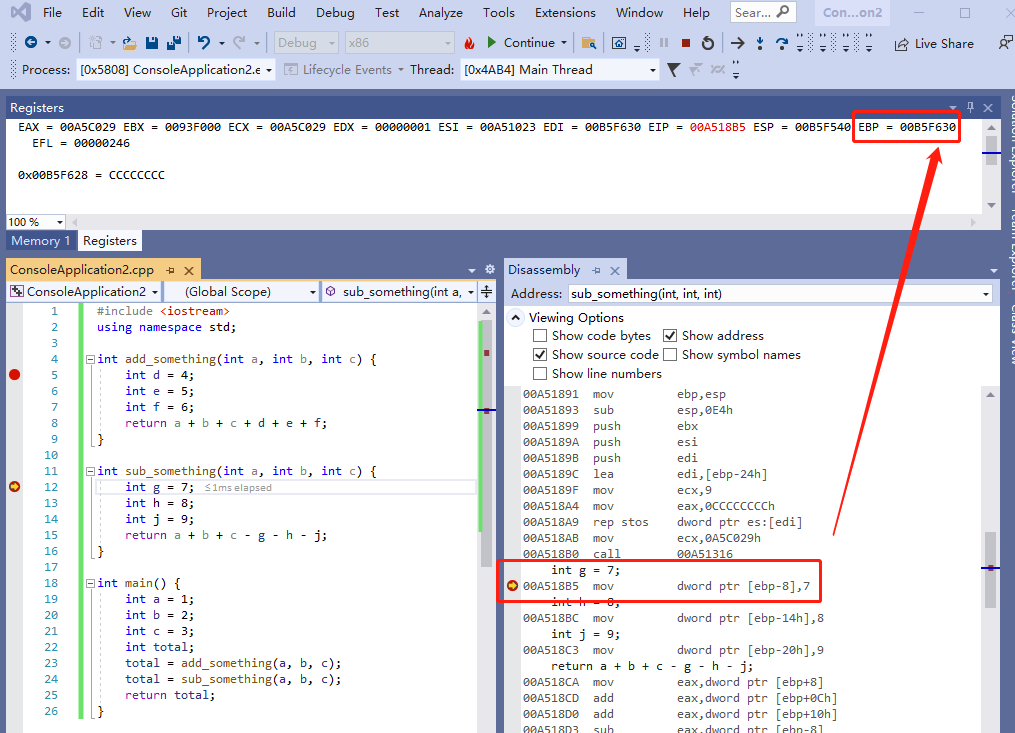 File Edit View Git Project Build Debug Test Analyze Tools Extensions Window Help Sear... Con...on2
Debug x86 Continue Live Share
Process: [0x5808] ConsoleApplication2.e Lifecycle Events Thread: [0x4AB4] Main Thread
Registers
EAX = 00A5C029 EBX = 0093F000 ECX = 00A5C029 EDX = 00000001 ESI = 00A51023 EDI = 00B5F630 EIP = 00A518B5 ESP = 00B5F540 EBP = 00B5F630
EFL = 00000246
0x00B5F628 = CCCCCCCC
100 %
Memory 1 Registers
ConsoleApplication2.cpp
ConsoleApplication2 (Global Scope) sub_something(int a,
1 #include <iostream>
2 using namespace std;
3
4 int add_something(int a, int b, int c) {
5 int d = 4;
6 int e = 5;
7 int f = 6;
8 return a + b + c + d + e + f;
9 }
10
11 int sub_something(int a, int b, int c) {
12 int g = 7; ≤1ms elapsed
13 int h = 8;
14 int j = 9;
15 return a + b + c - g - h - j;
16 }
17
18 int main() {
19 int a = 1;
20 int b = 2;
21 int c = 3;
22 int total;
23 total = add_something(a, b, c);
24 total = sub_something(a, b, c);
25 return total;
26 }
Disassembly
Address: sub_something(int, int, int)
Viewing Options
Show code bytes Show address
Show source code Show symbol names
Show line numbers
00A51891 mov ebp,esp
00A51893 sub esp,0E4h
00A51899 push ebx
00A5189A push esi
00A5189B push edi
00A5189C lea edi,[ebp-24h]
00A5189F mov ecx,9
00A518A4 mov eax,0CCCCCCCCh
00A518A9 rep stos dword ptr es:[edi]
00A518AB mov ecx,0A5C029h
00A518B0 call 00A51316
int g = 7;
00A518B5 mov dword ptr [ebp-8],7
int h = 8;
00A518BC mov dword ptr [ebp-14h],8
int j = 9;
00A518C3 mov dword ptr [ebp-20h],9
return a + b + c - g - h - j;
00A518CA mov eax,dword ptr [ebp+8]
00A518CD add eax,dword ptr [ebp+0Ch]
00A518D0 add eax,dword ptr [ebp+10h]
00A518D3 sub eax,dword ptr [ebp-8]
Team Explorer
Class View